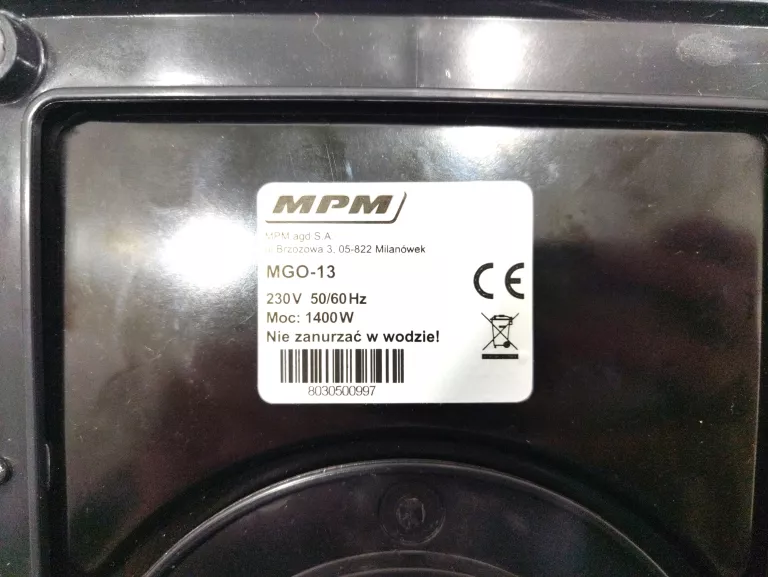 MPM
MPM agd S.A.
Brzozowa 3, 05-822 Milanówek
MGO-13
230V 50/60Hz
Moc: 1400W
Nie zanurzać w wodzie!
CE
8030500997